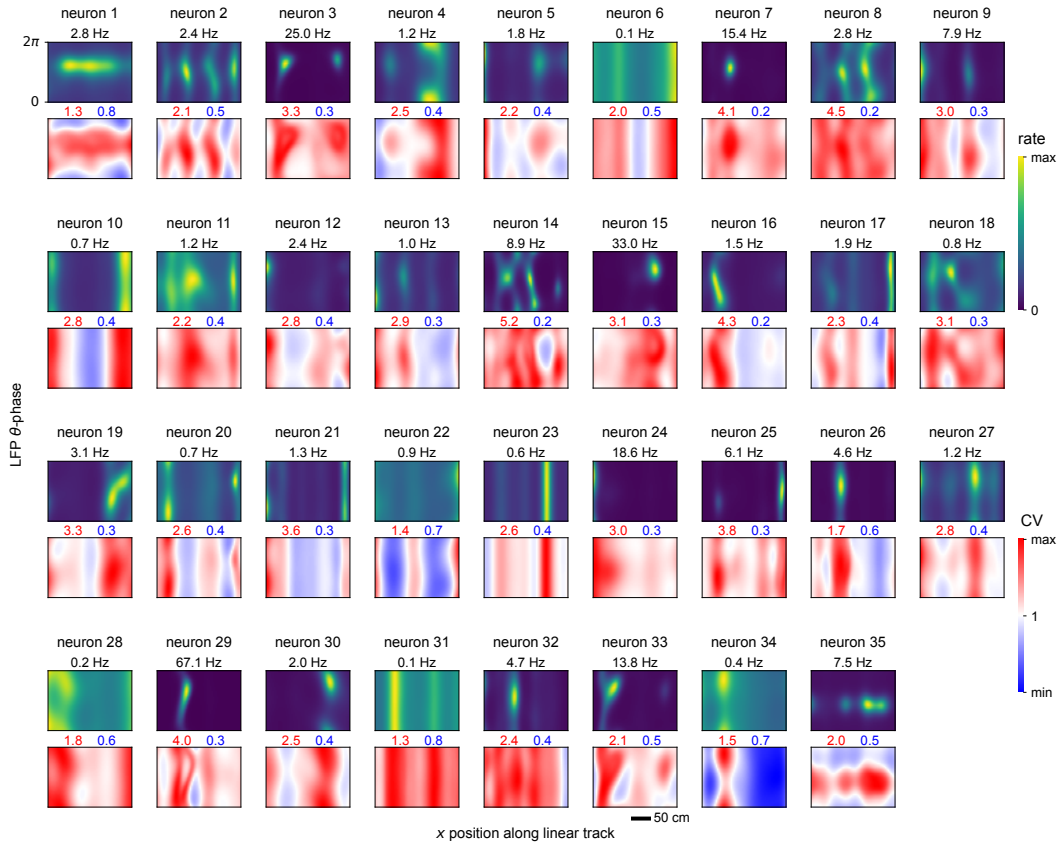 neuron 1 neuron 2 neuron 3 neuron 4 neuron 5 neuron 6 neuron 7 neuron 8 neuron 9
2.8 Hz 2.4 Hz 25.0 Hz 1.2 Hz 1.8 Hz 0.1 Hz 15.4 Hz 2.8 Hz 7.9 Hz
2π
0
1.3 0.8 2.1 0.5 3.3 0.3 2.5 0.4 2.2 0.4 2.0 0.5 4.1 0.2 4.5 0.2 3.0 0.3
rate
max
0
neuron 10 neuron 11 neuron 12 neuron 13 neuron 14 neuron 15 neuron 16 neuron 17 neuron 18
0.7 Hz 1.2 Hz 2.4 Hz 1.0 Hz 8.9 Hz 33.0 Hz 1.5 Hz 1.9 Hz 0.8 Hz
2.8 0.4 2.2 0.4 2.8 0.4 2.9 0.3 5.2 0.2 3.1 0.3 4.3 0.2 2.3 0.4 3.1 0.3
LFP θ-phase
neuron 19 neuron 20 neuron 21 neuron 22 neuron 23 neuron 24 neuron 25 neuron 26 neuron 27
3.1 Hz 0.7 Hz 1.3 Hz 0.9 Hz 0.6 Hz 18.6 Hz 6.1 Hz 4.6 Hz 1.2 Hz
3.3 0.3 2.6 0.4 3.6 0.3 1.4 0.7 2.6 0.4 3.0 0.3 3.8 0.3 1.7 0.6 2.8 0.4
CV
max
1
min
neuron 28 neuron 29 neuron 30 neuron 31 neuron 32 neuron 33 neuron 34 neuron 35
0.2 Hz 67.1 Hz 2.0 Hz 0.1 Hz 4.7 Hz 13.8 Hz 0.4 Hz 7.5 Hz
1.8 0.6 4.0 0.3 2.5 0.4 1.3 0.8 2.4 0.4 2.1 0.5 1.5 0.7 2.0 0.5
50 cm
x position along linear track